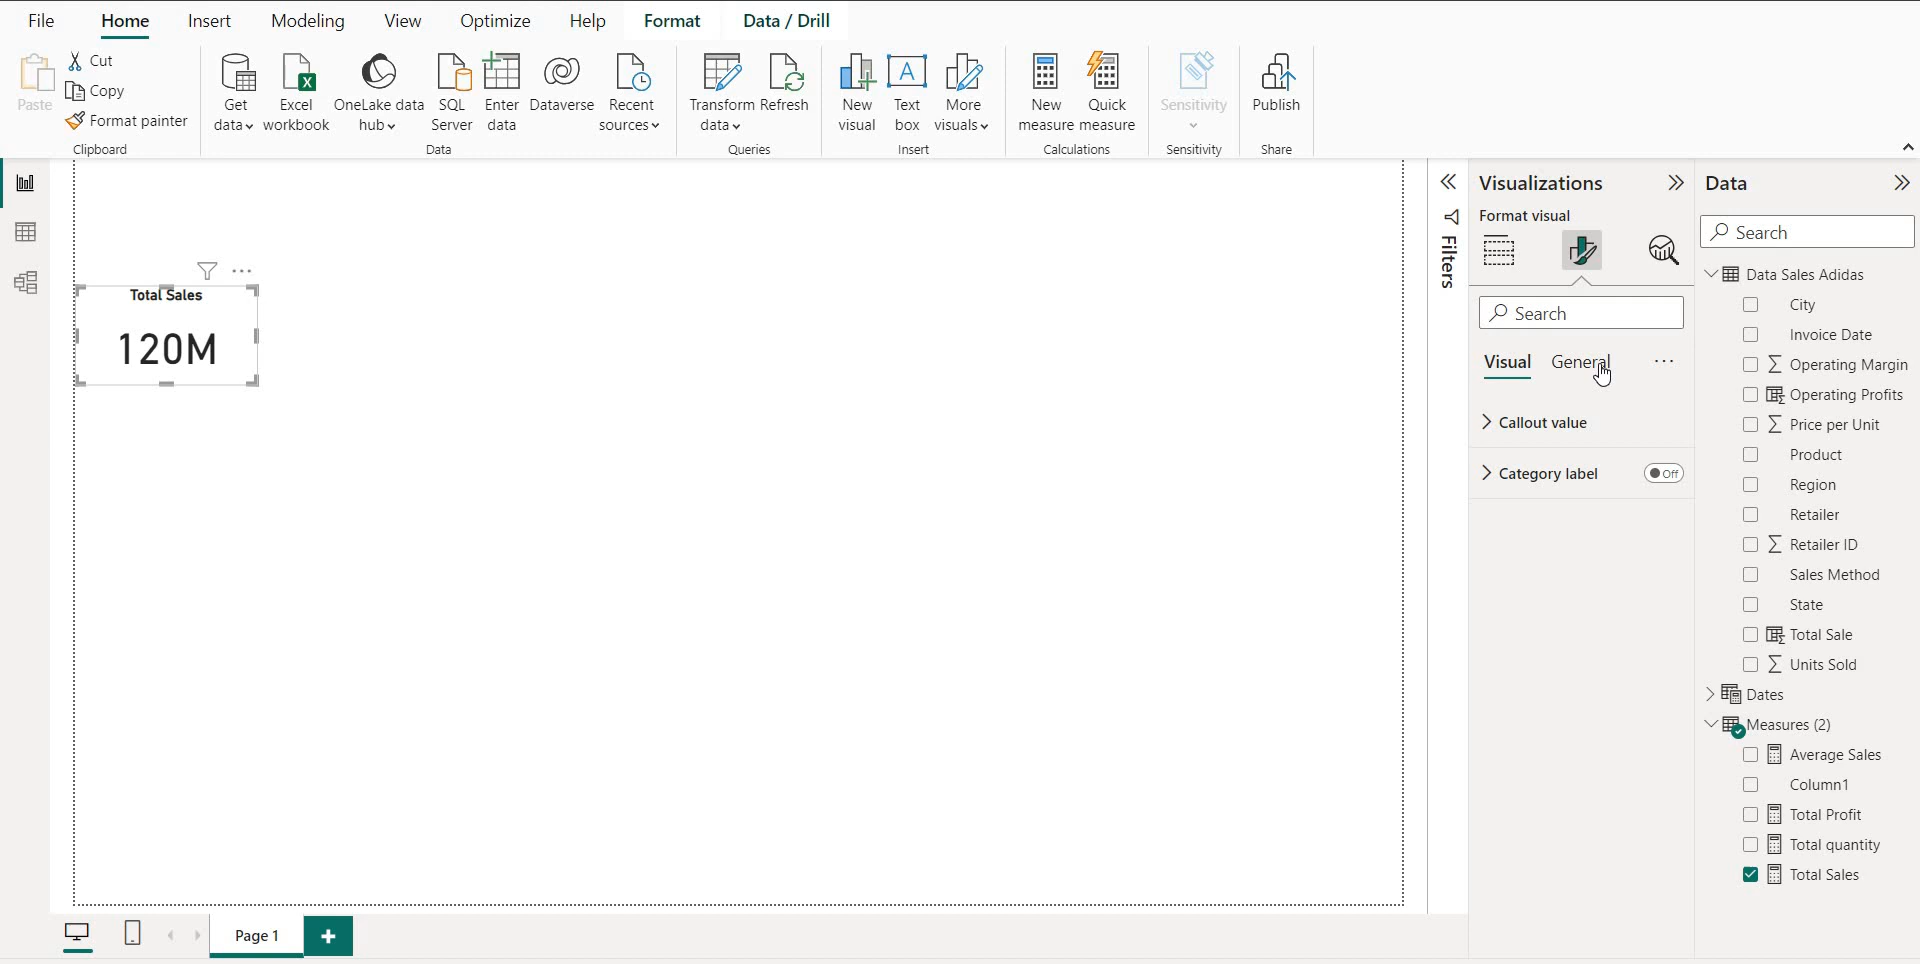 File Home Insert Modeling View Optimize Help Format Data / Drill
Paste
Cut
Copy
Format painter
Clipboard
Get data
Excel workbook
OneLake data hub
SQL Server
Enter data
Dataverse
Recent sources
Data
Transform data
Refresh
Queries
New visual
Text box
More visuals
Insert
New measure
Quick measure
Calculations
Sensitivity
Sensitivity
Publish
Share
Total Sales
120M
Filters
Visualizations
Format visual
Search
Visual General
Callout value
Category label Off
Data
Search
Data Sales Adidas
City
Invoice Date
Operating Margin
Operating Profits
Price per Unit
Product
Region
Retailer
Retailer ID
Sales Method
State
Total Sale
Units Sold
Dates
Measures (2)
Average Sales
Column1
Total Profit
Total quantity
Total Sales
Page 1